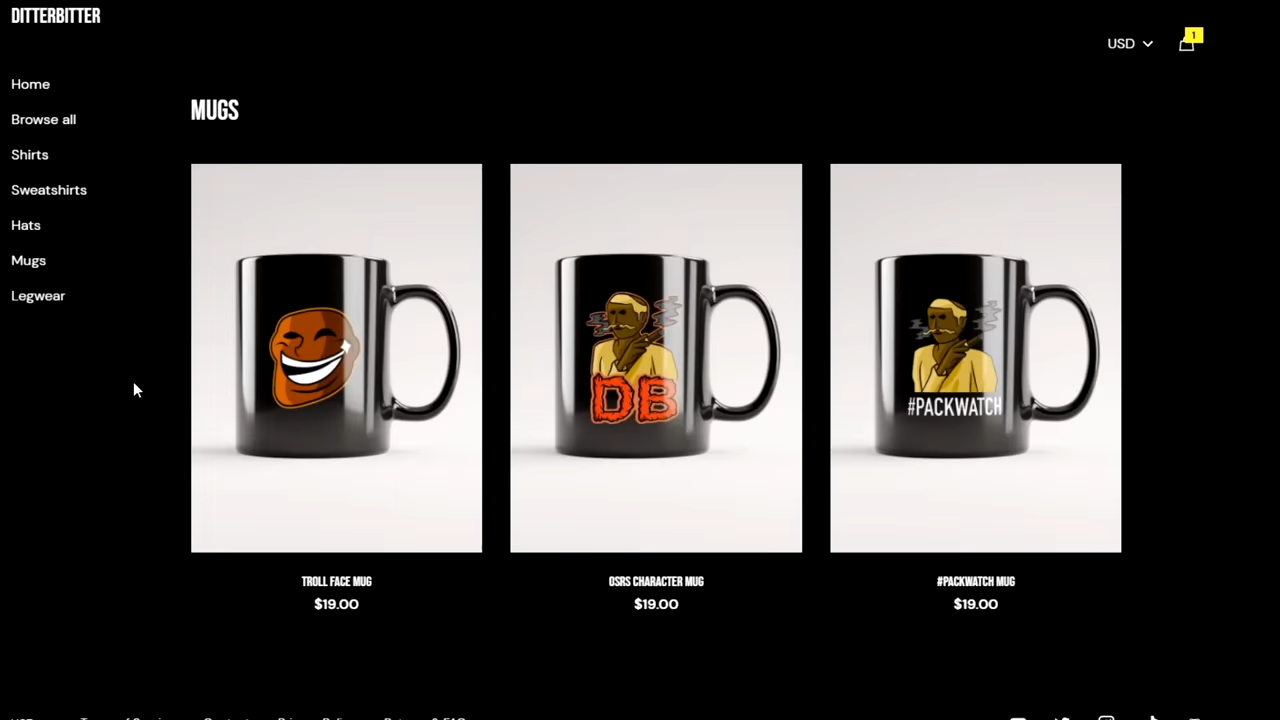 DITTERBITTER
USD
1
Home
Browse all
Shirts
Sweatshirts
Hats
Mugs
Legwear
MUGS
DB
#PACKWATCH
TROLL FACE MUG
$19.00
OSRS CHARACTER MUG
$19.00
#PACKWATCH MUG
$19.00